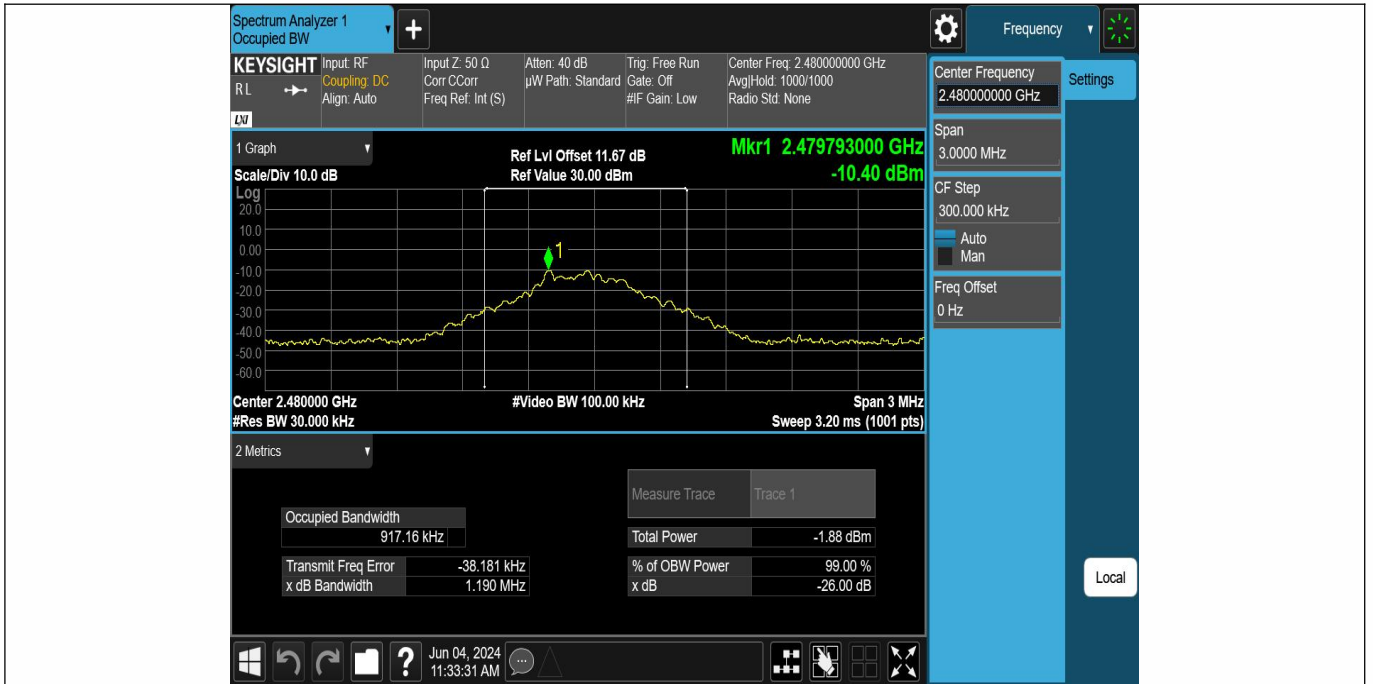 Spectrum Analyzer 1
Occupied BW
+
Frequency
KEYSIGHT
RL
LXI
Input: RF
Coupling: DC
Align: Auto
Input Z: 50 Ω
Corr CCorr
Freq Ref: Int (S)
Atten: 40 dB
µW Path: Standard
Trig: Free Run
Gate: Off
#IF Gain: Low
Center Freq: 2.480000000 GHz
Avg|Hold: 1000/1000
Radio Std: None
Center Frequency
2.480000000 GHz
Settings
Span
3.0000 MHz
CF Step
300.000 kHz
Auto
Man
Freq Offset
0 Hz
Local
1 Graph
Scale/Div 10.0 dB
Ref Lvl Offset 11.67 dB
Ref Value 30.00 dBm
Mkr1 2.479793000 GHz
-10.40 dBm
Log
20.0
10.0
0.00
-10.0
-20.0
-30.0
-40.0
-50.0
-60.0
1
Center 2.480000 GHz
#Video BW 100.00 kHz
Span 3 MHz
#Res BW 30.000 kHz
Sweep 3.20 ms (1001 pts)
2 Metrics
Measure Trace
Trace 1
Occupied Bandwidth
917.16 kHz
Total Power
-1.88 dBm
Transmit Freq Error
-38.181 kHz
% of OBW Power
99.00 %
x dB Bandwidth
1.190 MHz
x dB
-26.00 dB
?
Jun 04, 2024
11:33:31 AM